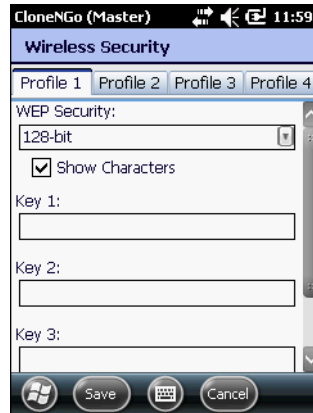 CloneNGo (Master) 11:59
Wireless Security
Profile 1 Profile 2 Profile 3 Profile 4
WEP Security:
128-bit
Show Characters
Key 1:
Key 2:
Key 3:
Save Cancel